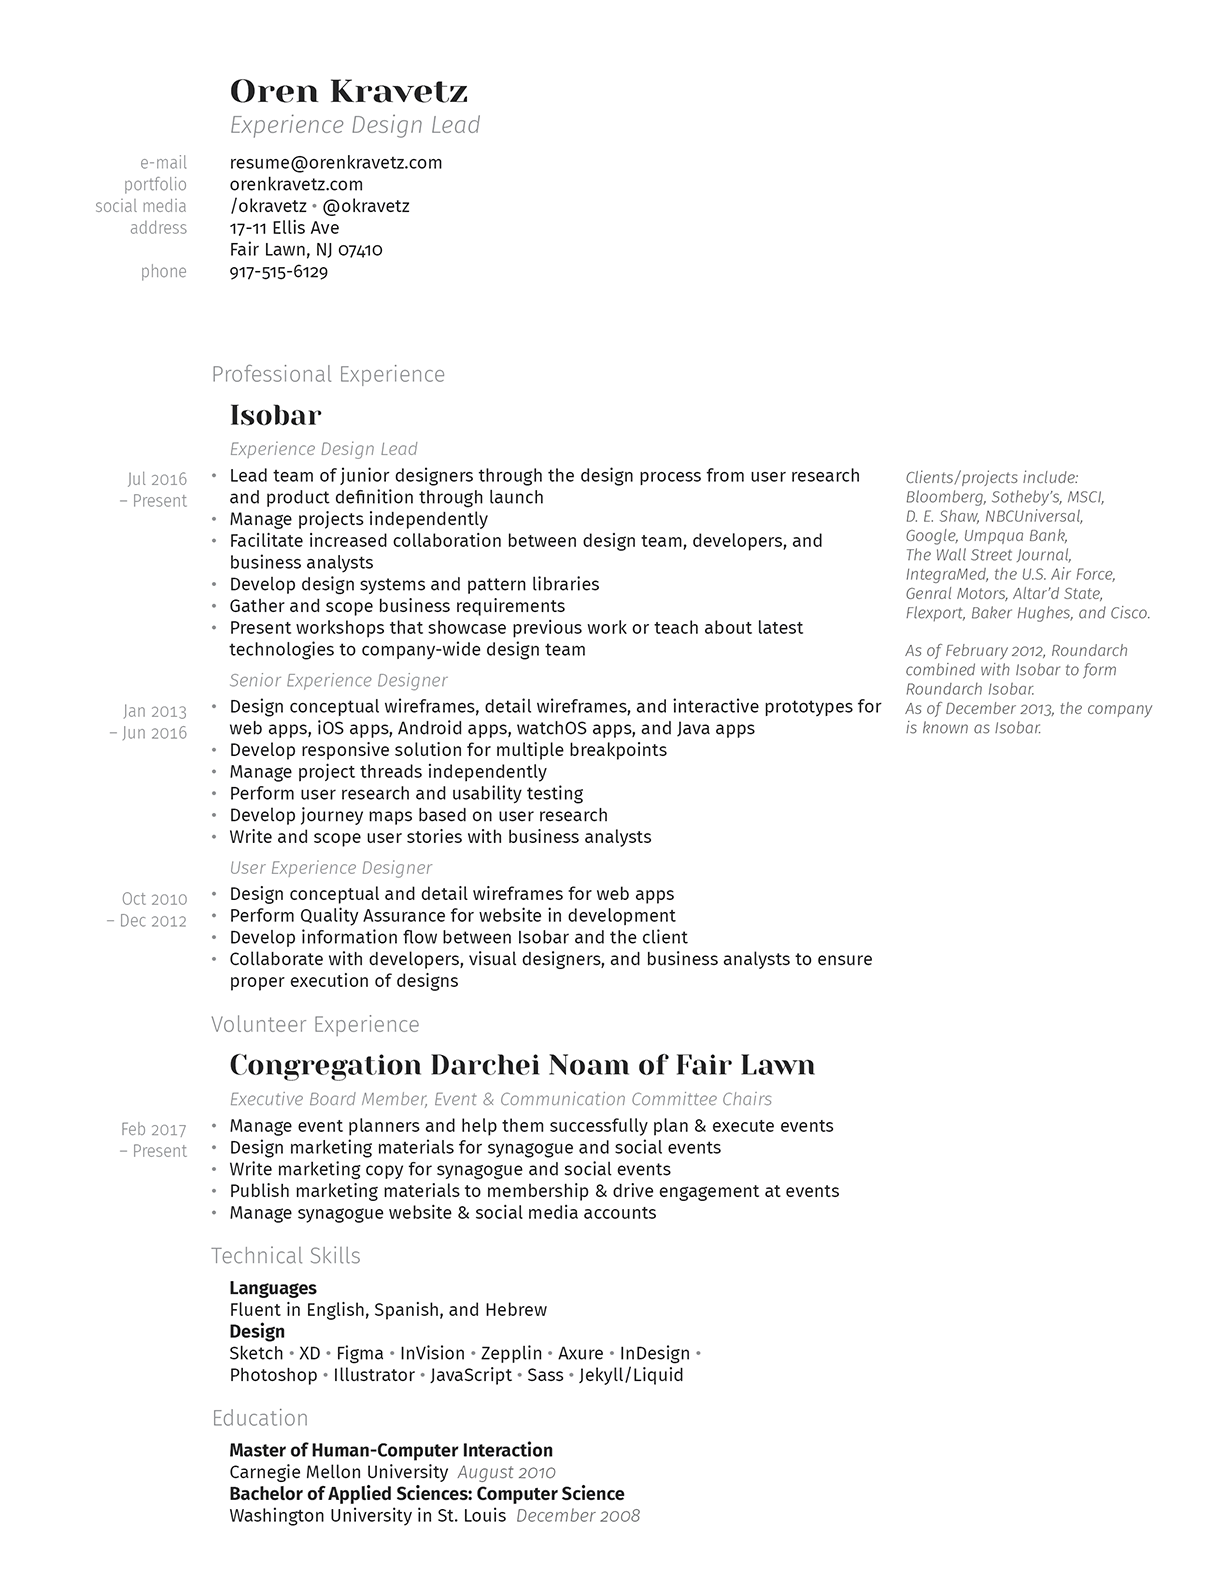 Oren Kravetz
Experience Design Lead
e-mail resume@orenkravetz.com
portfolio orenkravetz.com
social media /okravetz • @okravetz
address 17-11 Ellis Ave
Fair Lawn, NJ 07410
phone 917-515-6129
Professional Experience
Isobar
Experience Design Lead
Jul 2016
– Present
• Lead team of junior designers through the design process from user research
and product definition through launch
• Manage projects independently
• Facilitate increased collaboration between design team, developers, and
business analysts
• Develop design systems and pattern libraries
• Gather and scope business requirements
• Present workshops that showcase previous work or teach about latest
technologies to company-wide design team
Clients/projects include:
Bloomberg, Sotheby’s, MSCI,
D. E. Shaw, NBCUniversal,
Google, Umpqua Bank,
The Wall Street Journal,
IntegraMed, the U.S. Air Force,
Genral Motors, Altar’d State,
Flexport, Baker Hughes, and Cisco.
As of February 2012, Roundarch
combined with Isobar to form
Roundarch Isobar.
As of December 2013, the company
is known as Isobar.
Senior Experience Designer
Jan 2013
– Jun 2016
• Design conceptual wireframes, detail wireframes, and interactive prototypes for
web apps, iOS apps, Android apps, watchOS apps, and Java apps
• Develop responsive solution for multiple breakpoints
• Manage project threads independently
• Perform user research and usability testing
• Develop journey maps based on user research
• Write and scope user stories with business analysts
User Experience Designer
Oct 2010
– Dec 2012
• Design conceptual and detail wireframes for web apps
• Perform Quality Assurance for website in development
• Develop information flow between Isobar and the client
• Collaborate with developers, visual designers, and business analysts to ensure
proper execution of designs
Volunteer Experience
Congregation Darchei Noam of Fair Lawn
Executive Board Member, Event & Communication Committee Chairs
Feb 2017
– Present
• Manage event planners and help them successfully plan & execute events
• Design marketing materials for synagogue and social events
• Write marketing copy for synagogue and social events
• Publish marketing materials to membership & drive engagement at events
• Manage synagogue website & social media accounts
Technical Skills
Languages
Fluent in English, Spanish, and Hebrew
Design
Sketch • XD • Figma • InVision • Zepplin • Axure • InDesign •
Photoshop • Illustrator • JavaScript • Sass • Jekyll/Liquid
Education
Master of Human-Computer Interaction
Carnegie Mellon University August 2010
Bachelor of Applied Sciences: Computer Science
Washington University in St. Louis December 2008